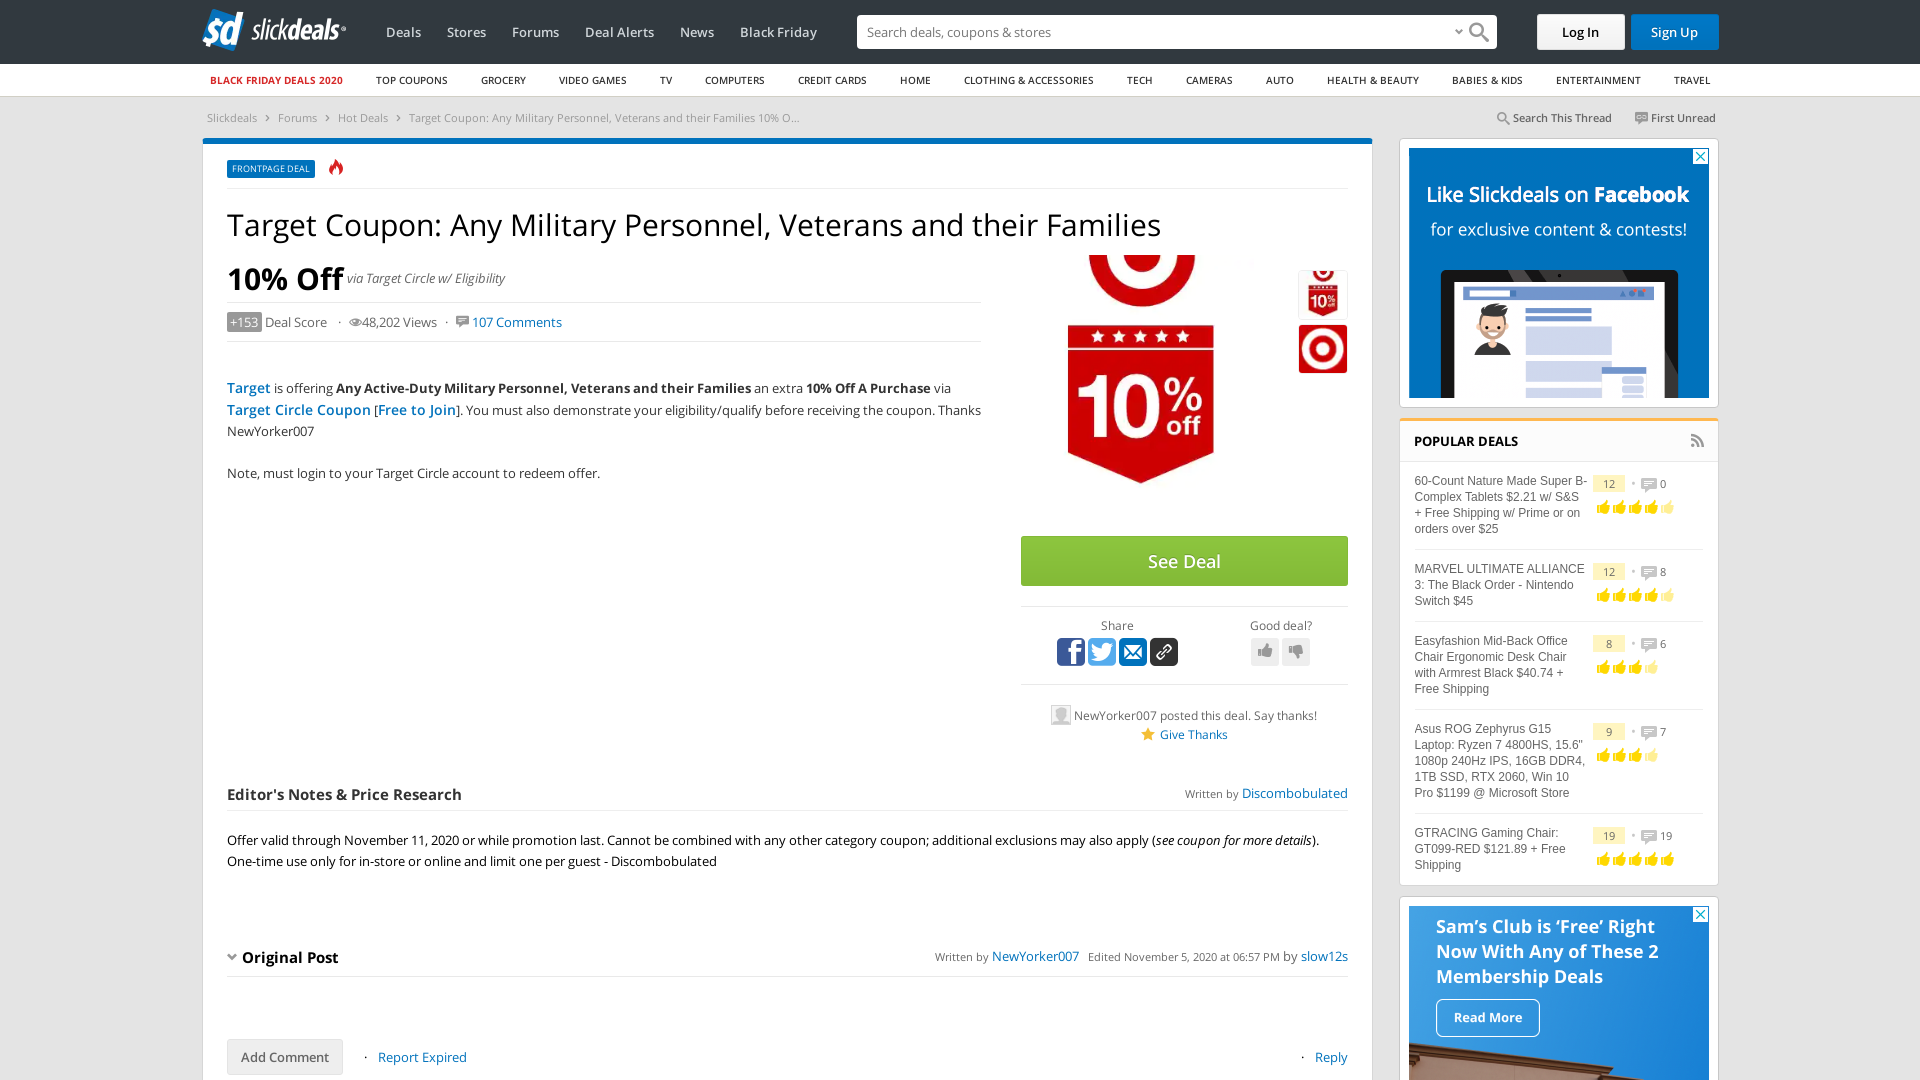 sd slickdeals
Deals Stores Forums Deal Alerts News Black Friday
Search deals, coupons & stores
Log In
Sign Up
BLACK FRIDAY DEALS 2020 TOP COUPONS GROCERY VIDEO GAMES TV COMPUTERS CREDIT CARDS HOME CLOTHING & ACCESSORIES TECH CAMERAS AUTO HEALTH & BEAUTY BABIES & KIDS ENTERTAINMENT TRAVEL
Slickdeals > Forums > Hot Deals > Target Coupon: Any Military Personnel, Veterans and their Families 10% O...
Search This Thread First Unread
FRONTPAGE DEAL
Target Coupon: Any Military Personnel, Veterans and their Families
10% Off via Target Circle w/ Eligibility
+153 Deal Score · 48,202 Views · 107 Comments
Target is offering Any Active-Duty Military Personnel, Veterans and their Families an extra 10% Off A Purchase via
Target Circle Coupon [Free to Join]. You must also demonstrate your eligibility/qualify before receiving the coupon. Thanks
NewYorker007
Note, must login to your Target Circle account to redeem offer.
10% off
10% off
See Deal
Share
Good deal?
NewYorker007 posted this deal. Say thanks!
Give Thanks
Editor's Notes & Price Research
Written by Discombobulated
Offer valid through November 11, 2020 or while promotion last. Cannot be combined with any other category coupon; additional exclusions may also apply (see coupon for more details).
One-time use only for in-store or online and limit one per guest - Discombobulated
Original Post
Written by NewYorker007 Edited November 5, 2020 at 06:57 PM by slow12s
Add Comment · Report Expired
· Reply
Like Slickdeals on Facebook
for exclusive content & contests!
POPULAR DEALS
60-Count Nature Made Super B-
Complex Tablets $2.21 w/ S&S
+ Free Shipping w/ Prime or on
orders over $25
12 • 0
MARVEL ULTIMATE ALLIANCE
3: The Black Order - Nintendo
Switch $45
12 • 8
Easyfashion Mid-Back Office
Chair Ergonomic Desk Chair
with Armrest Black $40.74 +
Free Shipping
8 • 6
Asus ROG Zephyrus G15
Laptop: Ryzen 7 4800HS, 15.6"
1080p 240Hz IPS, 16GB DDR4,
1TB SSD, RTX 2060, Win 10
Pro $1199 @ Microsoft Store
9 • 7
GTRACING Gaming Chair:
GT099-RED $121.89 + Free
Shipping
19 • 19
Sam's Club is 'Free' Right
Now With Any of These 2
Membership Deals
Read More